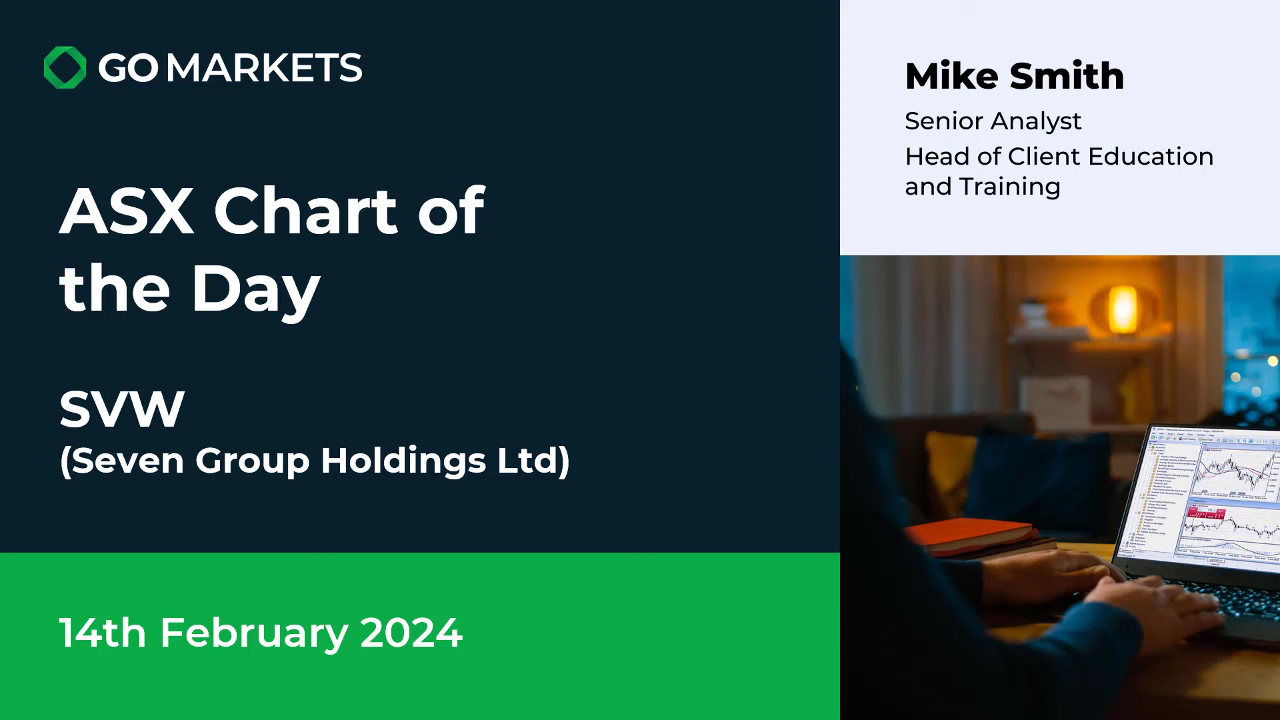 GO MARKETS
ASX Chart of
the Day
SVW
(Seven Group Holdings Ltd)
14th February 2024
Mike Smith
Senior Analyst
Head of Client Education
and Training